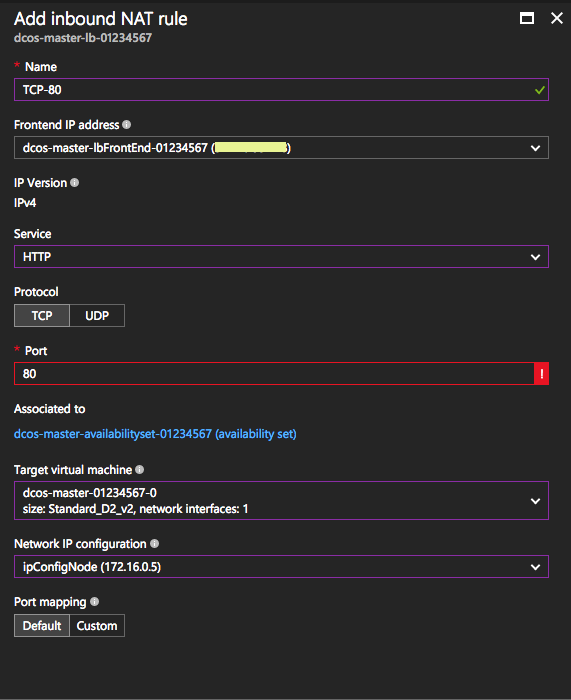 Add inbound NAT rule
dcos-master-lb-01234567
* Name
TCP-80
Frontend IP address
dcos-master-lbFrontEnd-01234567 ( )
IP Version
IPv4
Service
HTTP
Protocol
TCP UDP
* Port
80 !
Associated to
dcos-master-availabilityset-01234567 (availability set)
Target virtual machine
dcos-master-01234567-0
size: Standard_D2_v2, network interfaces: 1
Network IP configuration
ipConfigNode (172.16.0.5)
Port mapping
Default Custom